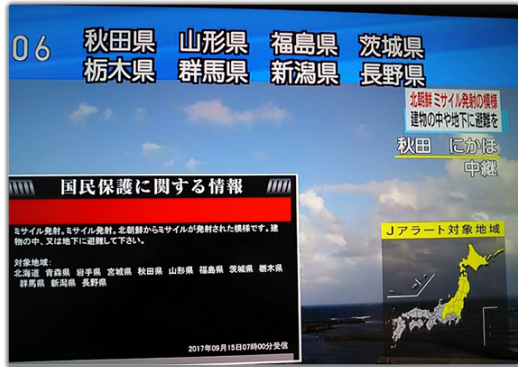 06
秋田県 山形県 福島県 茨城県
栃木県 群馬県 新潟県 長野県
北朝鮮 ミサイル発射の模様
建物の中や地下に避難を
秋田 にかほ
中継
国民保護に関する情報
ミサイル発射。ミサイル発射。北朝鮮からミサイルが発射された模様です。建
物の中、又は地下に避難して下さい。
対象地域:
北海道 青森県 岩手県 宮城県 秋田県 山形県 福島県 茨城県 栃木県
群馬県 新潟県 長野県
2017年09月15日07時00分受信
Jアラート対象地域